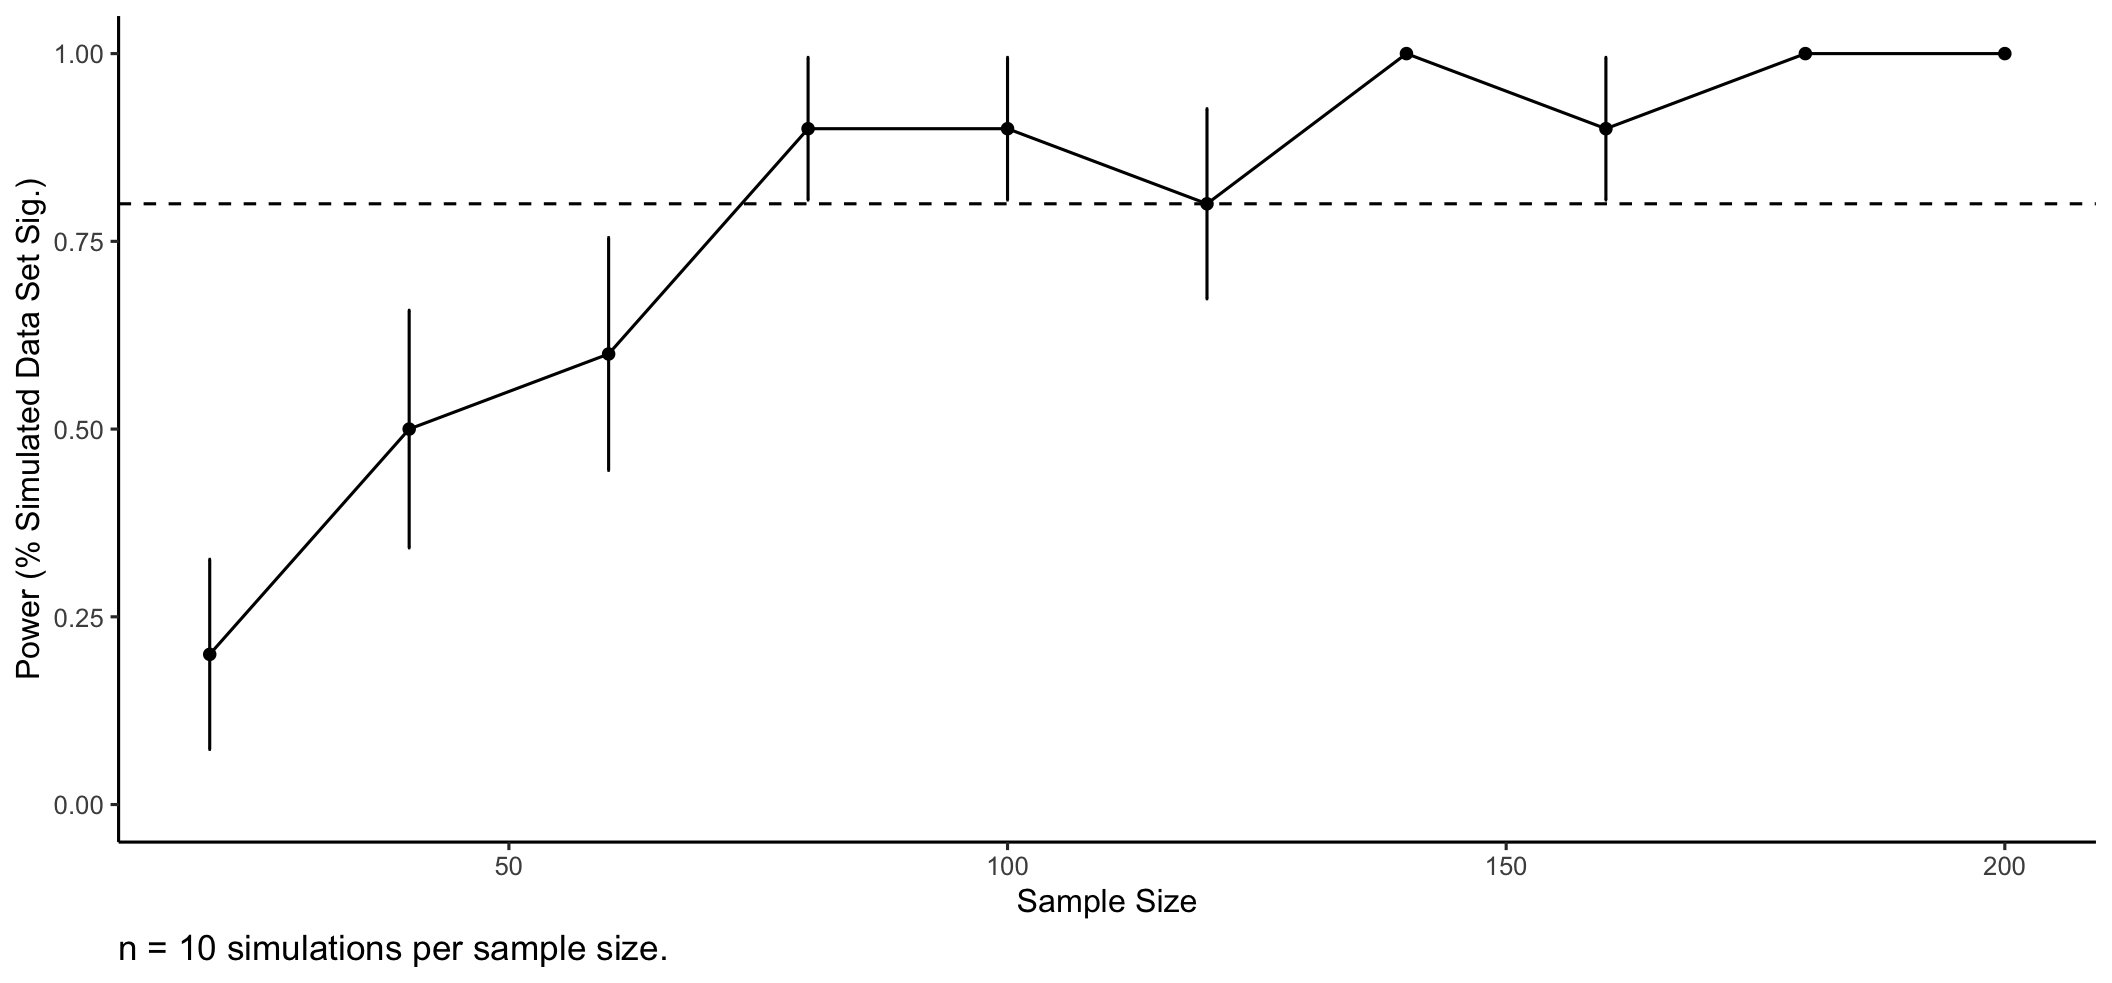 Power (% Simulated Data Set Sig.)
1.00
0.75
0.50
0.25
0.00
50 100 150 200
Sample Size
n = 10 simulations per sample size.